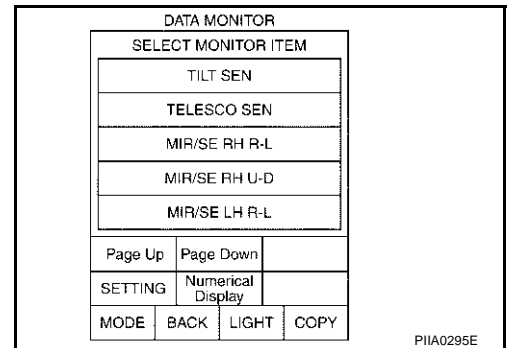 DATA MONITOR
SELECT MONITOR ITEM
TILT SEN
TELESCO SEN
MIR/SE RH R-L
MIR/SE RH U-D
MIR/SE LH R-L
Page Up Page Down
SETTING Numerical Display
MODE BACK LIGHT COPY
PIIA0295E